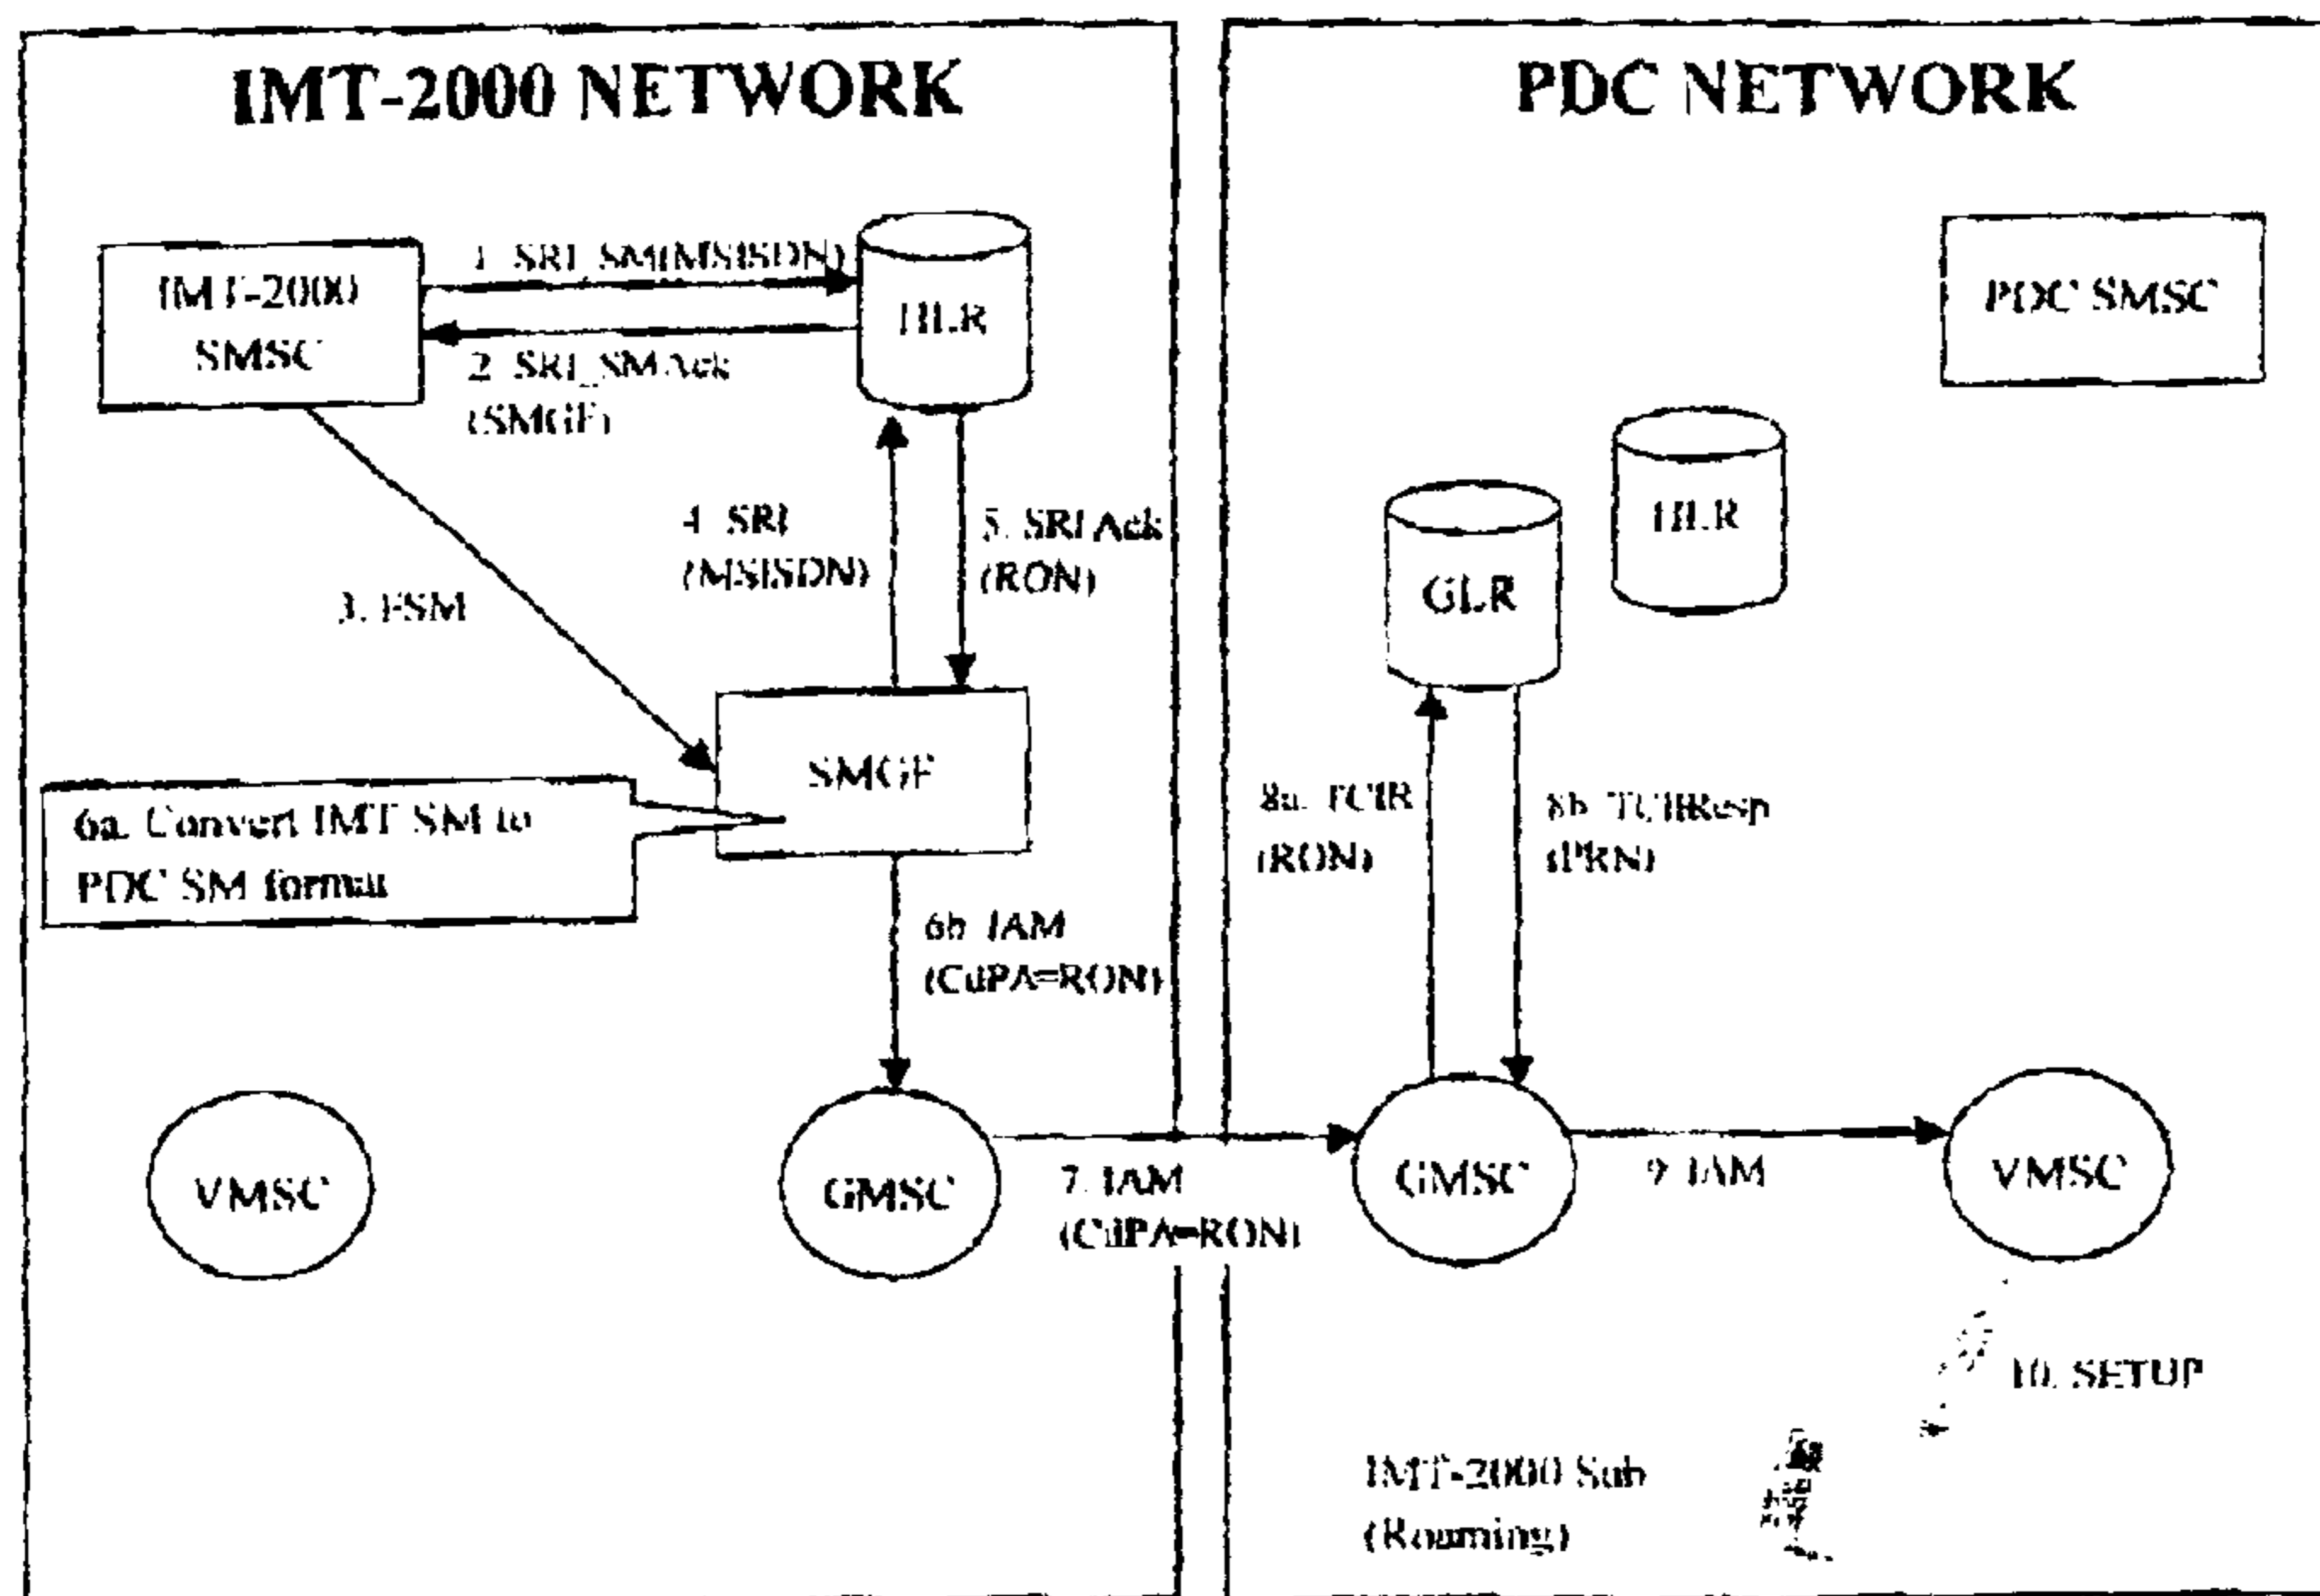 IMT-2000 NETWORK
PDC NETWORK
IMT-2000
SMSC
1. SRI_SM(MSISDN)
HLR
2. SRI_SM Ack
(SMGF)
PDC SMSC
HLR
GLR
3. FSM
4. SRI
(MSISDN)
5. SRI Ack
(RON)
SMGF
6a. Convert IMT SM to
PDC SM format
6b. IAM
(CdPA=RON)
8a. TCIR
(RON)
8b. TCIResp
(PRN)
VMSC
GMSC
7. IAM
(CdPA=RON)
GMSC
9. IAM
VMSC
10. SETUP
IMT-2000 Sub
(Roaming)